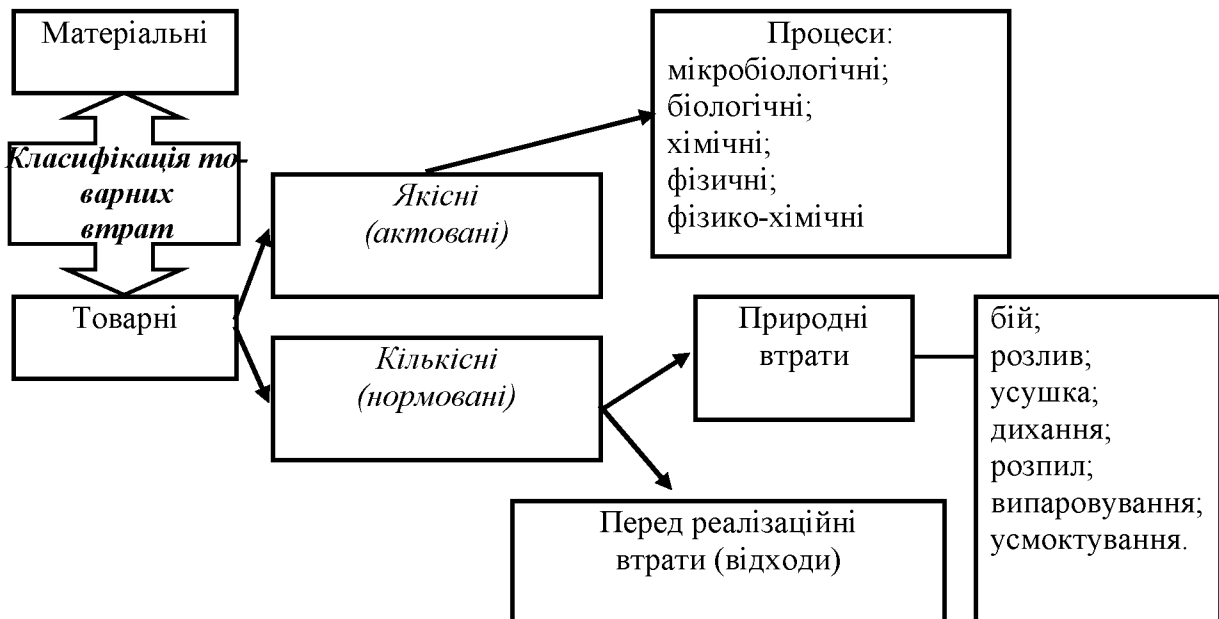 Матеріальні
Класифікація то-
варних
втрат
Товарні
Якісні
(актовані)
Кількісні
(нормовані)
Процеси:
мікробіологічні;
біологічні;
хімічні;
фізичні;
фізико-хімічні
Природні
втрати
Перед реалізаційні
втрати (відходи)
бій;
розлив;
усушка;
дихання;
розпил;
випаровування;
усмоктування.